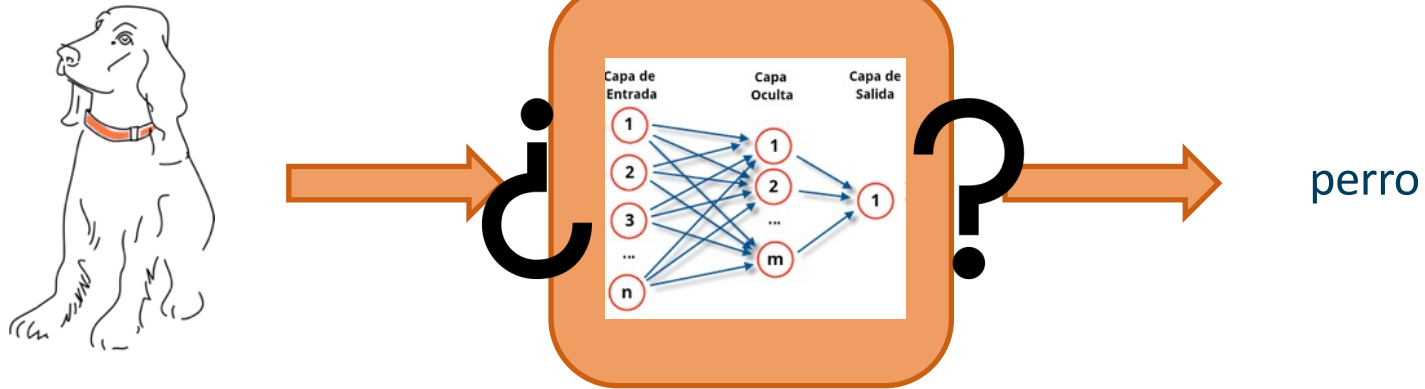 Capa de
Entrada
Capa
Oculta
Capa de
Salida
1
2
3
...
n
1
2
...
m
1
¿
?
perro